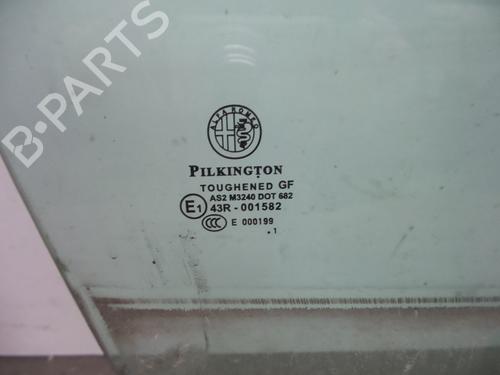 B-PARTS
ALFA ROMEO
PILKINGTON
TOUGHENED GF
AS2 M3240 DOT 682
E1 43R - 001582
CCC E 000199
. 1